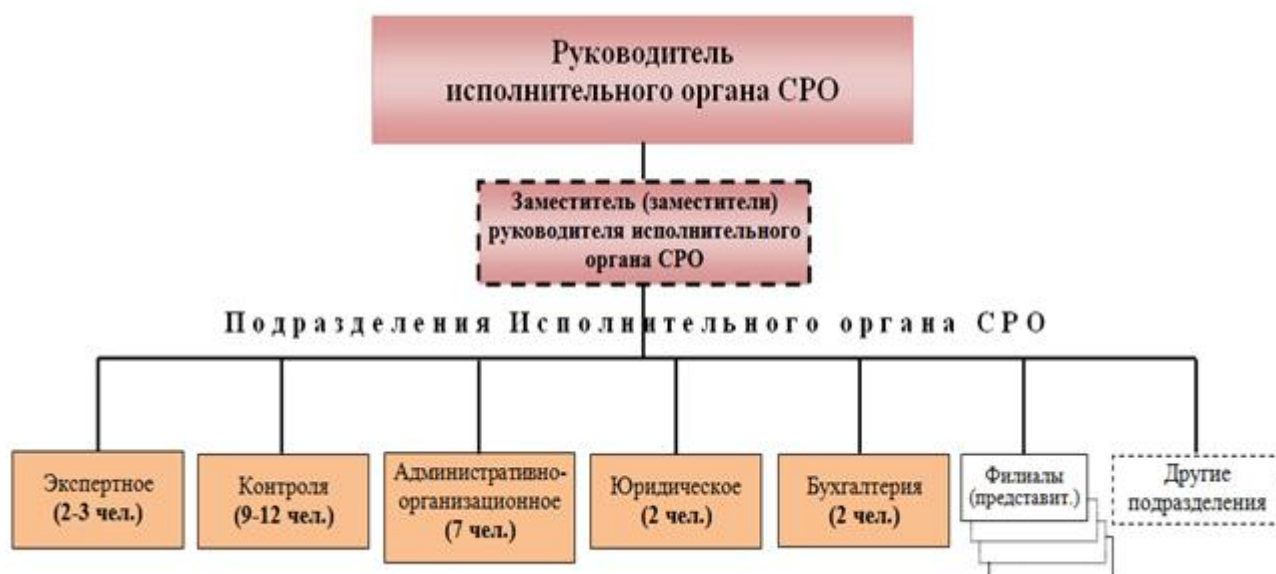 Руководитель
исполнительного органа СРО
Заместитель (заместители)
руководителя исполнительного
органа СРО
Подразделения Исполнительного органа СРО
Экспертное
(2-3 чел.)
Контроля
(9-12 чел.)
Административно-
организационное
(7 чел.)
Юридическое
(2 чел.)
Бухгалтерия
(2 чел.)
Филиалы
(представит.)
Другие
подразделения